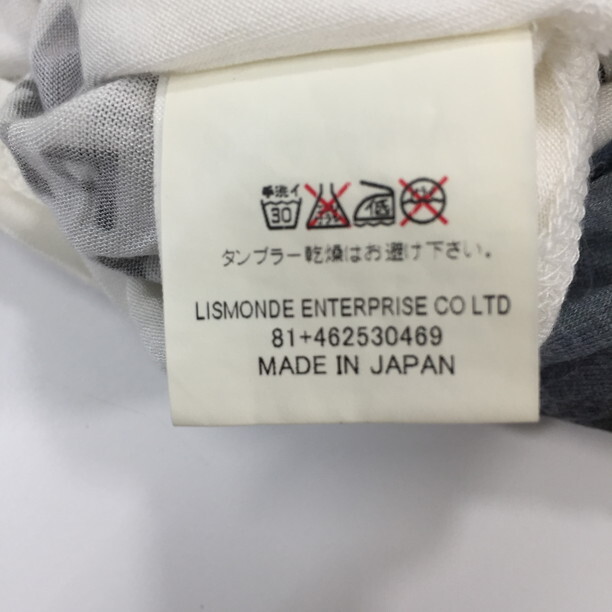 手洗イ
30 低
タンブラー乾燥はお避け下さい。
LISMONDE ENTERPRISE CO LTD
81+462530469
MADE IN JAPAN